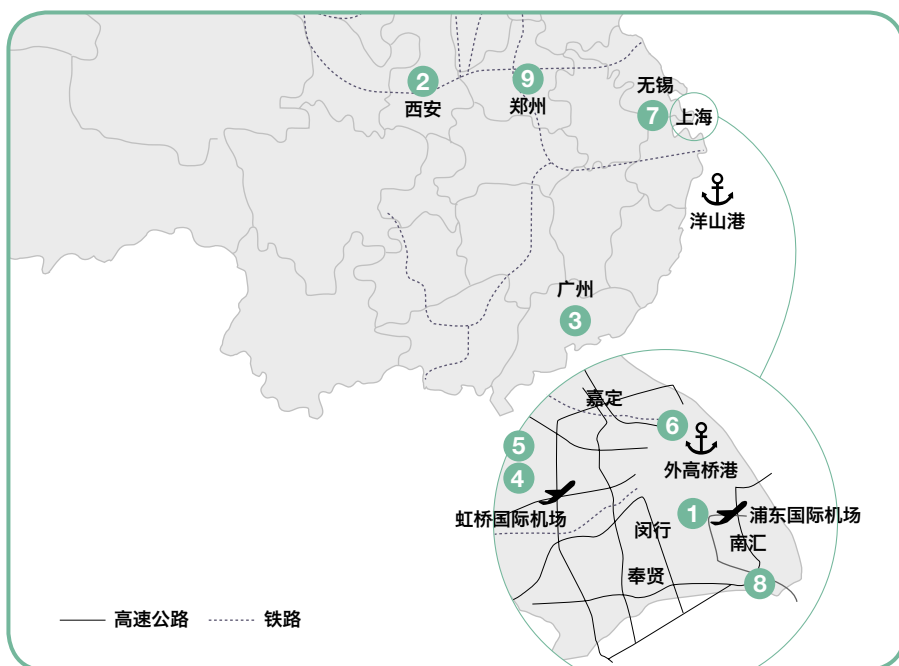 2
西安
9
郑州
无锡
7
上海
洋山港
广州
3
嘉定
6
外高桥港
5
4
虹桥国际机场
1
浦东国际机场
闵行
南汇
奉贤
8
高速公路
铁路